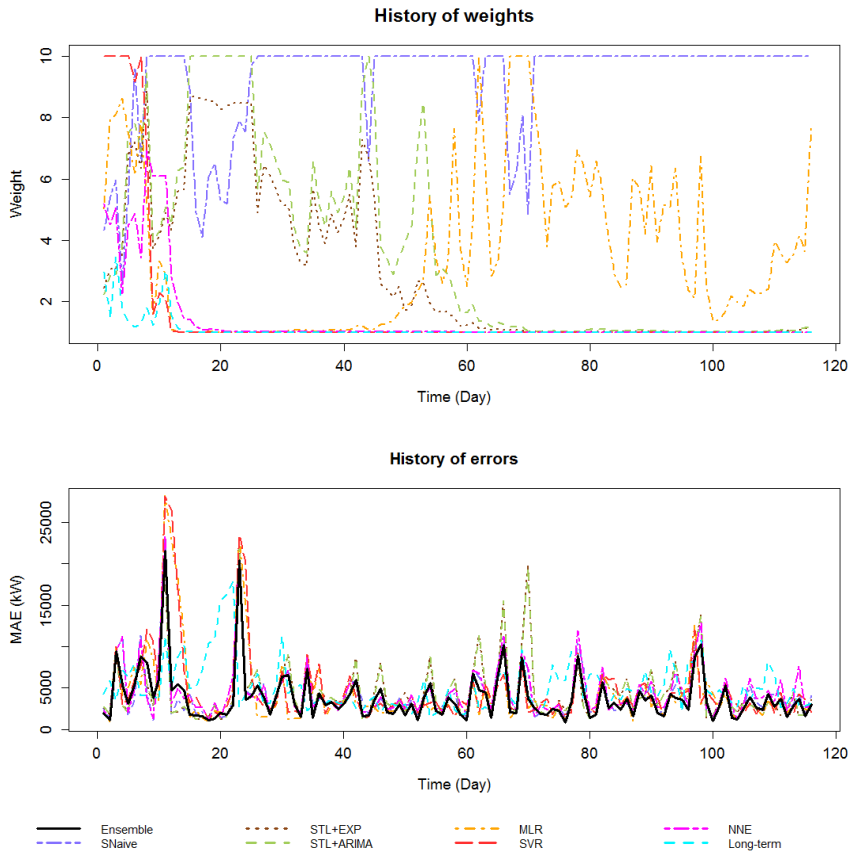 History of weights
10
8
6
4
2
Weight
0 20 40 60 80 100 120
Time (Day)
History of errors
25000
15000
5000
0
MAE (kW)
0 20 40 60 80 100 120
Time (Day)
Ensemble STL+EXP MLR NNE
SNaive STL+ARIMA SVR Long-term